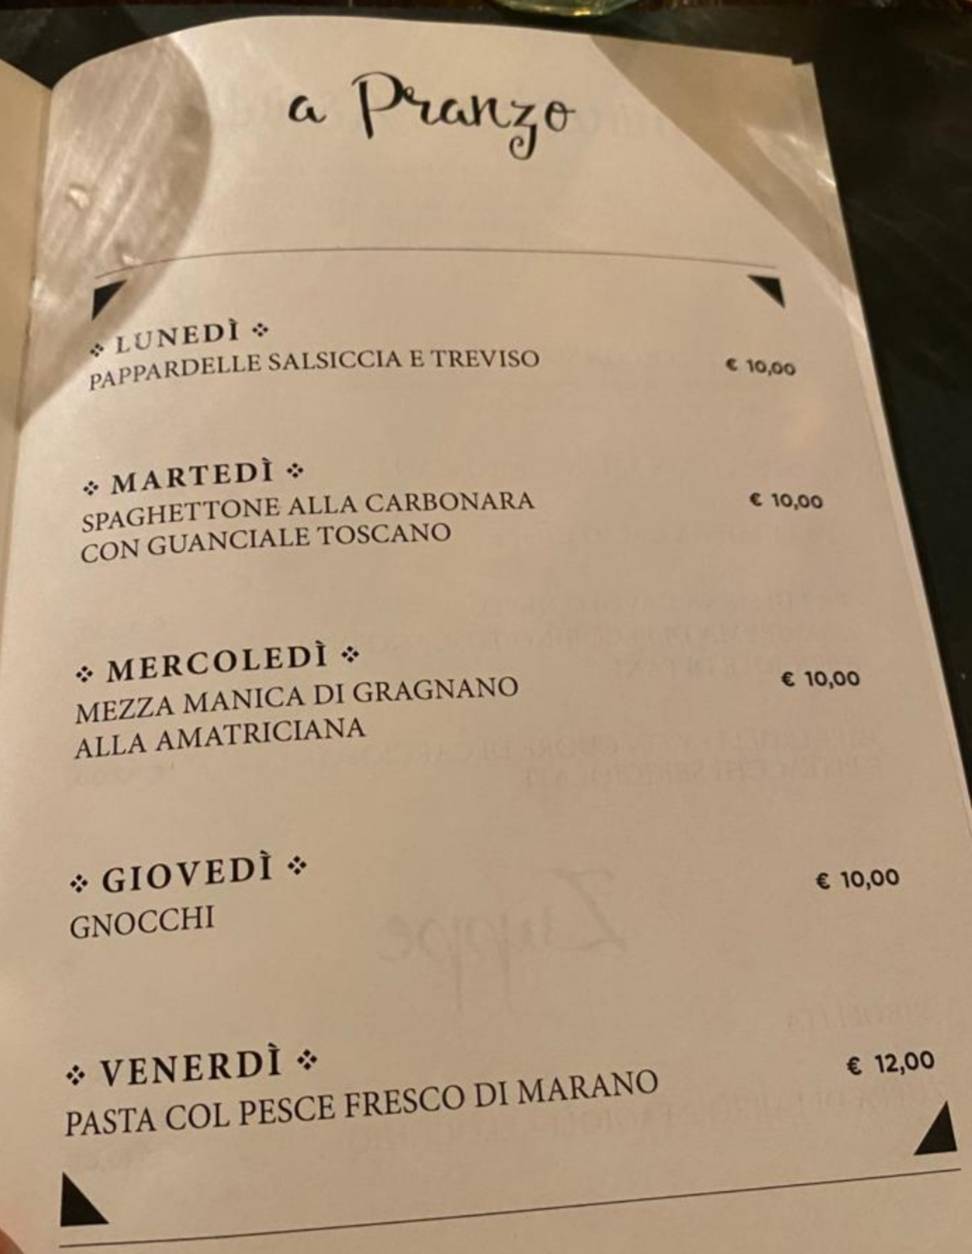 a Pranzo
❖ LUNEDÌ ❖
PAPPARDELLE SALSICCIA E TREVISO
€ 10,00
❖ MARTEDÌ ❖
SPAGHETTONE ALLA CARBONARA
CON GUANCIALE TOSCANO
€ 10,00
❖ MERCOLEDÌ ❖
MEZZA MANICA DI GRAGNANO
ALLA AMATRICIANA
€ 10,00
❖ GIOVEDÌ ❖
GNOCCHI
€ 10,00
Zuppe
❖ VENERDÌ ❖
PASTA COL PESCE FRESCO DI MARANO
€ 12,00